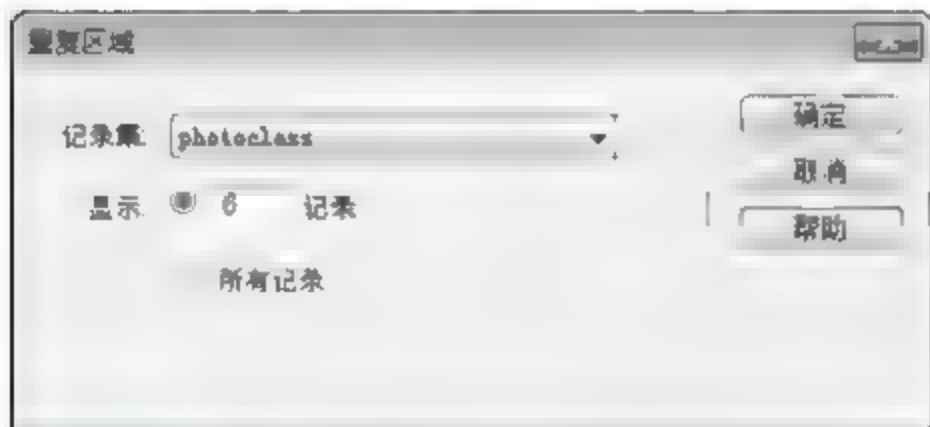 重复区域
记录集: photoclass
确定
取消
显示: 6 记录
帮助
所有记录